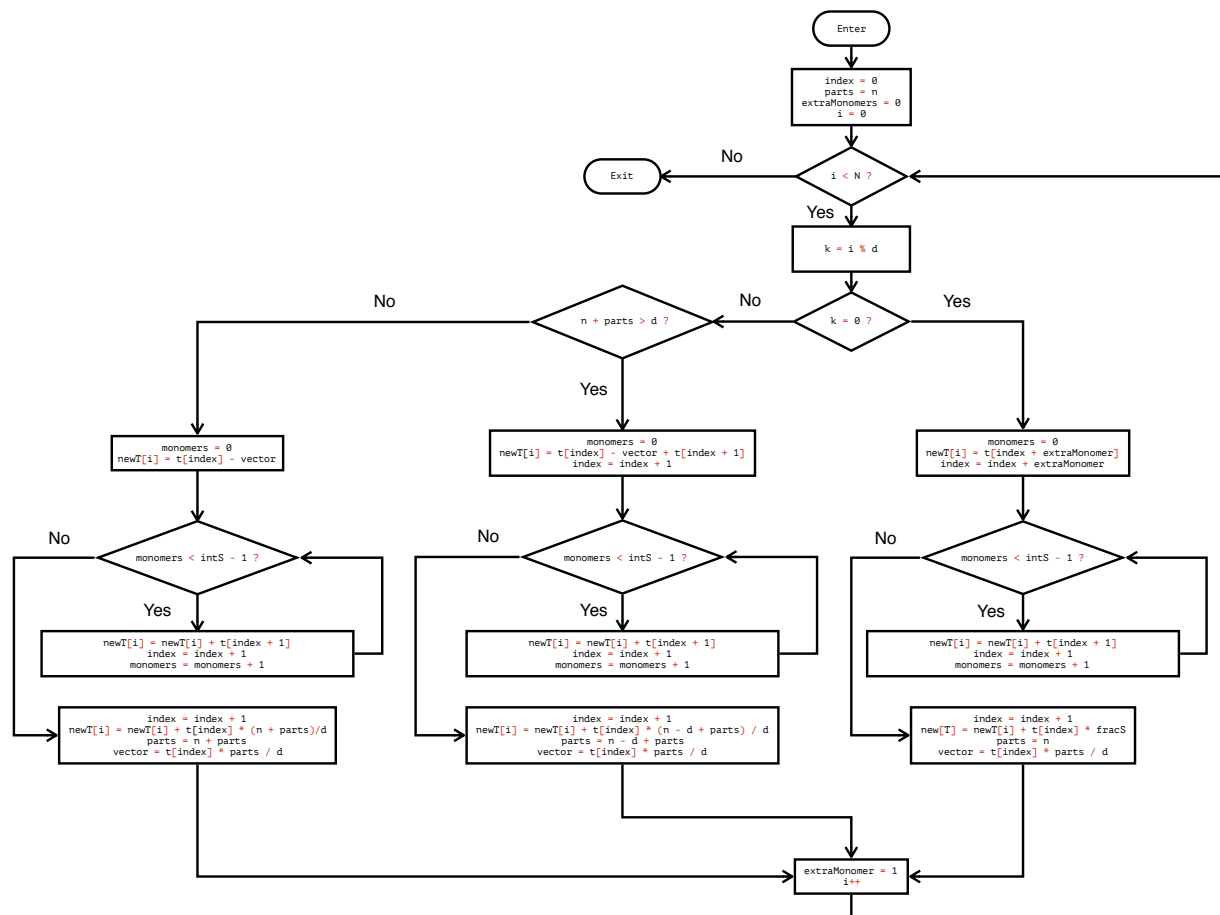 Enter
index = 0
parts = n
extraMonomers = 0
i = 0
No
Exit
i < N ?
Yes
k = i % d
No
n + parts > d ?
No
k = 0 ?
Yes
Yes
monomers = 0
newT[i] = t[index] - vector
monomers = 0
newT[i] = t[index] - vector + t[index + 1]
index = index + 1
monomers = 0
newT[i] = t[index + extraMonomer]
index = index + extraMonomer
No
monomers < intS - 1 ?
Yes
No
monomers < intS - 1 ?
Yes
No
monomers < intS - 1 ?
Yes
newT[i] = newT[i] + t[index + 1]
index = index + 1
monomers = monomers + 1
newT[i] = newT[i] + t[index + 1]
index = index + 1
monomers = monomers + 1
newT[i] = newT[i] + t[index + 1]
index = index + 1
monomers = monomers + 1
index = index + 1
newT[i] = newT[i] + t[index] * (n + parts)/d
parts = n + parts
vector = t[index] * parts / d
index = index + 1
newT[i] = newT[i] + t[index] * (n - d + parts) / d
parts = n - d + parts
vector = t[index] * parts / d
index = index + 1
new[T] = newT[i] + t[index] * fracS
parts = n
vector = t[index] * parts / d
extraMonomer = 1
i++